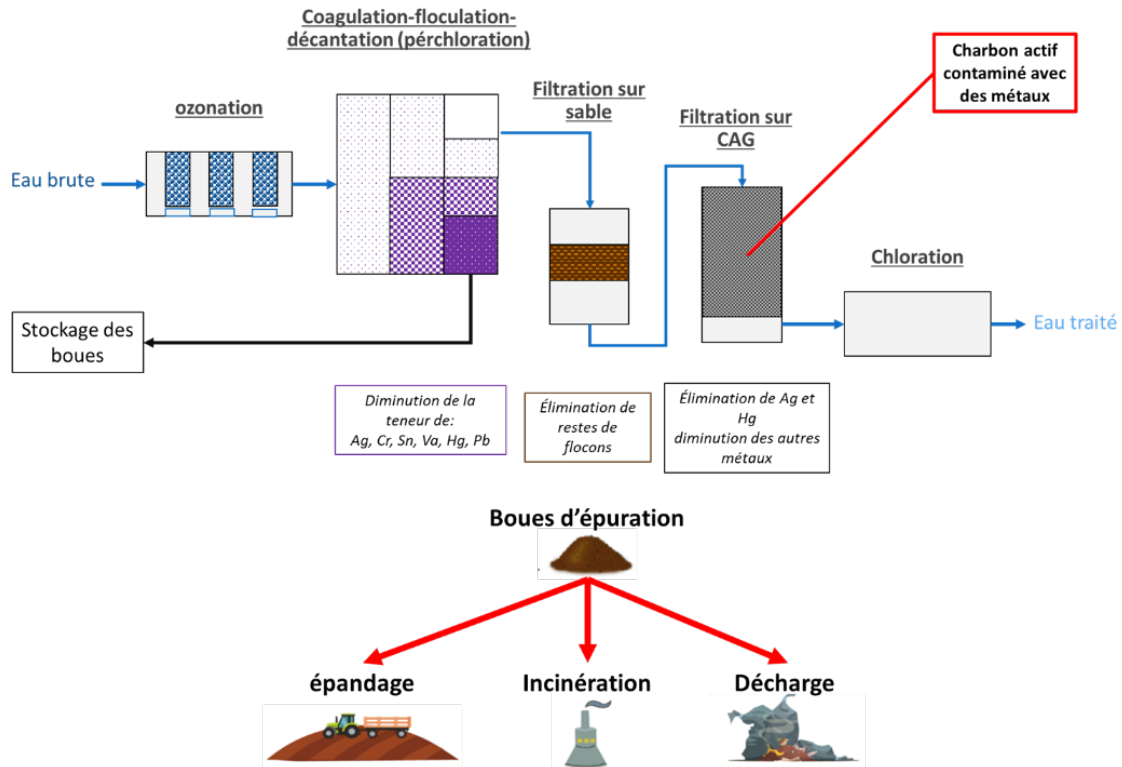 Coagulation-floculation-
décantation (pérchloration)
ozonation
Filtration sur
sable
Filtration sur
CAG
Charbon actif
contaminé avec
des métaux
Eau brute
Chloration
Eau traité
Stockage des
boues
Diminution de la
teneur de:
Ag, Cr, Sn, Va, Hg, Pb
Élimination de
restes de
flocons
Élimination de Ag et
Hg
diminution des autres
métaux
Boues d'épuration
épandage
Incinération
Décharge